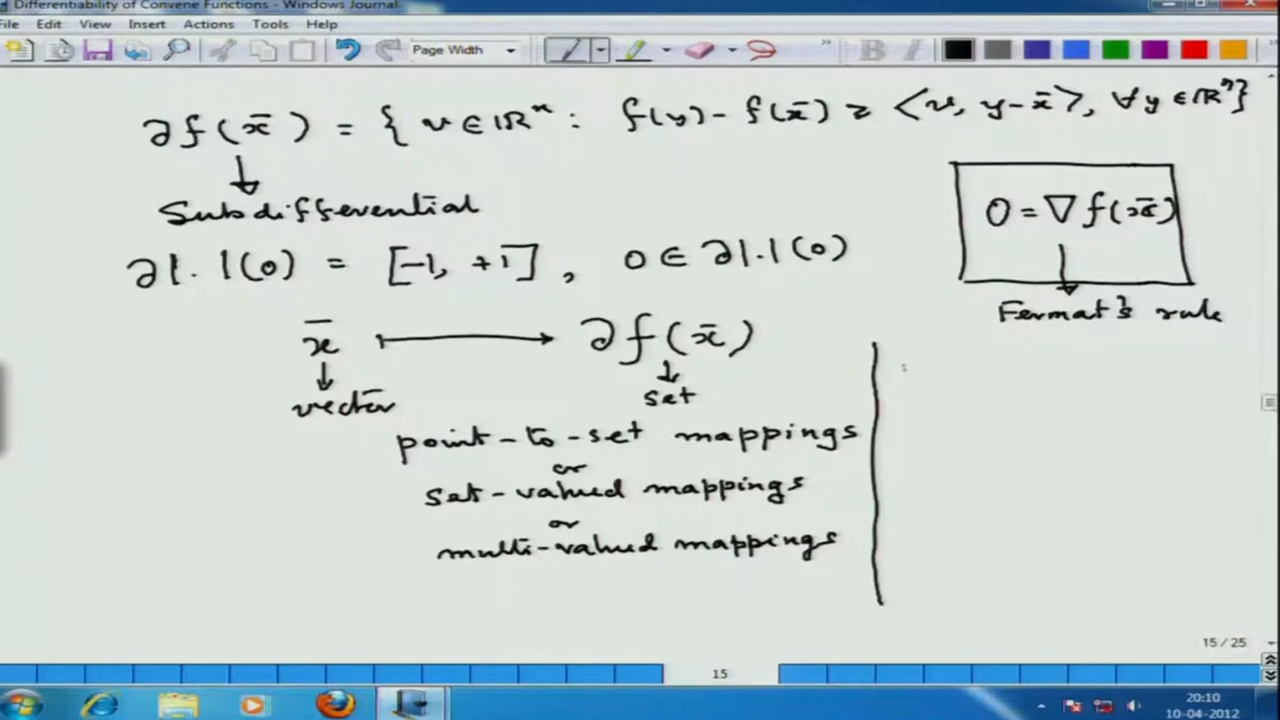 Differentiability of Convene Functions - Windows Journal
File Edit View Insert Actions Tools Help
Page Width
∂f(x̄) = { v ∈ ℝⁿ : f(y) - f(x̄) ≥ ⟨v, y-x̄⟩, ∀y ∈ ℝⁿ}
↓
Subdifferential
0 = ∇f(x̄)
↓
Fermat's rule
∂|.|(0) = [-1, +1], 0 ∈ ∂|.|(0)
x̄ ⟼ ∂f(x̄)
↓ ↓
vector set
point-to-set mappings
or
set-valued mappings
or
multi-valued mappings
15/25
15
20:10
10-04-2012